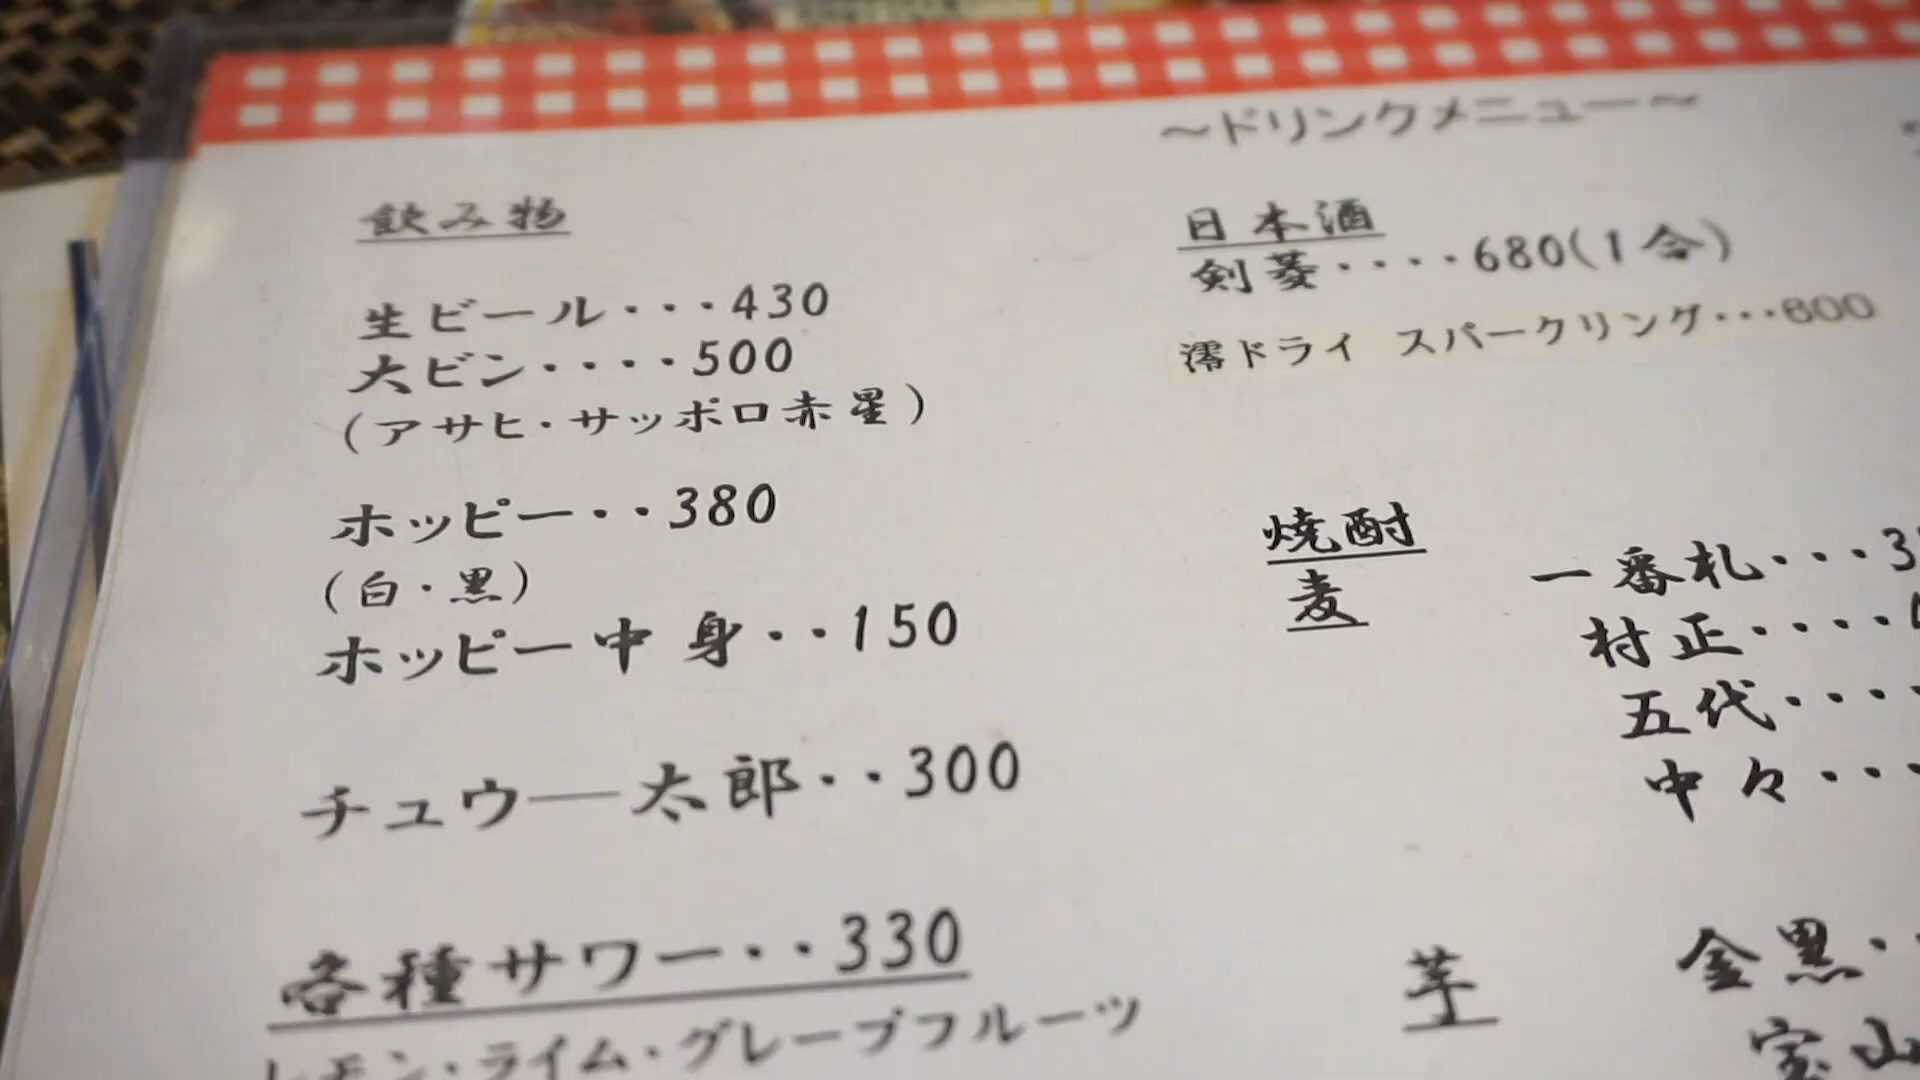 ～ドリンクメニュー～
飲み物
生ビール・・・430
大ビン・・・・500
(アサヒ・サッポロ赤星)
ホッピー・・380
(白・黒)
ホッピー中身・・150
チュウ―太郎・・300
各種サワー・・330
レモン・ライム・グレープフルーツ
日本酒
剣菱・・・・680(1合)
澪ドライ スパークリング・・・600
焼酎
麦
一番札・・・
村正・・・・
五代・・・・
中々・・・
芋
金黒・・
宝山